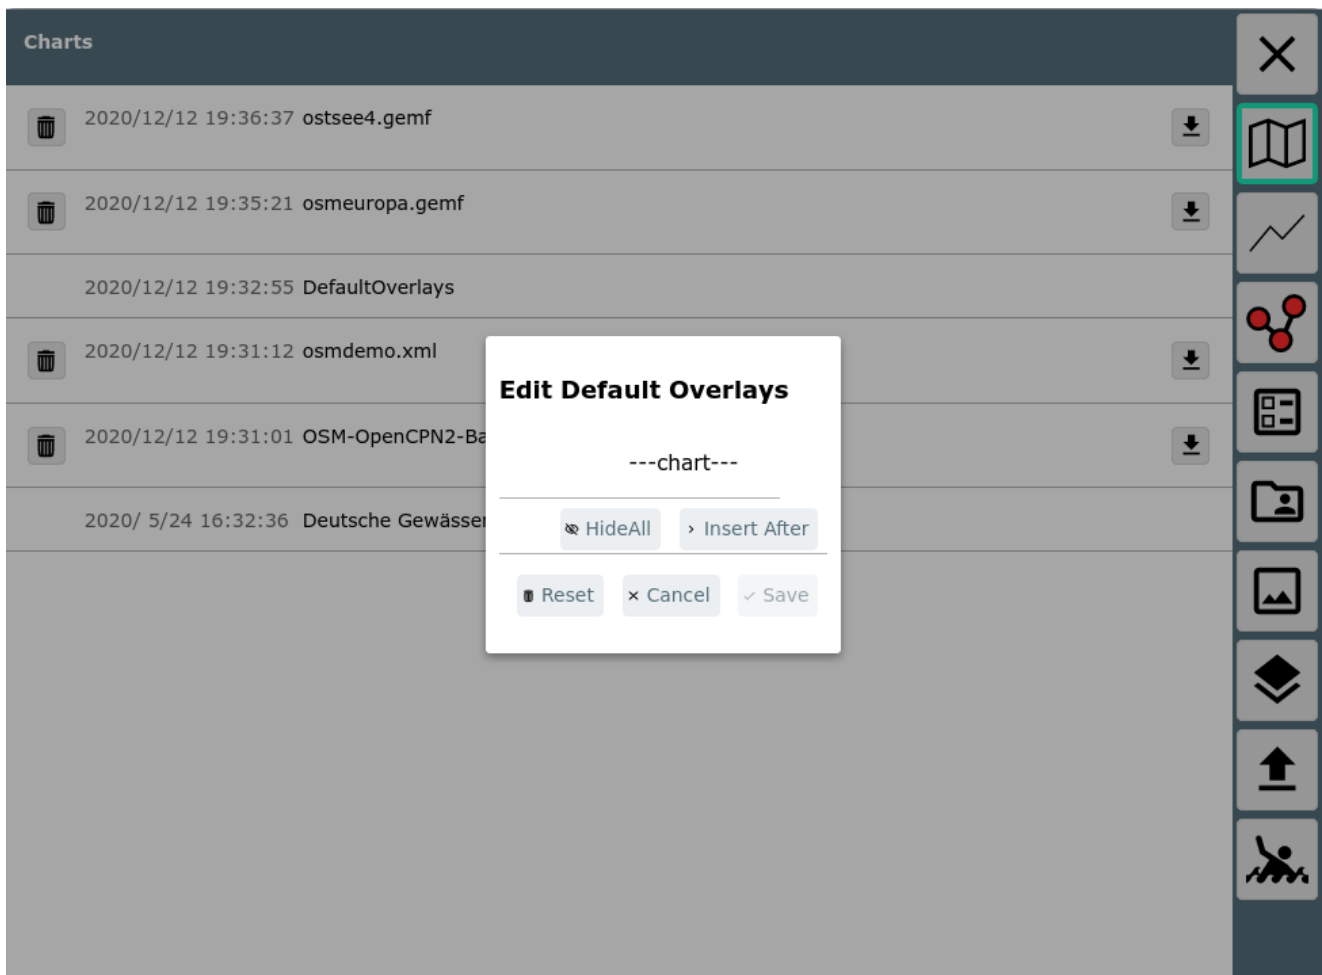 Charts
2020/12/12 19:36:37 ostsee4.gemf
2020/12/12 19:35:21 osmeuropa.gemf
2020/12/12 19:32:55 DefaultOverlays
2020/12/12 19:31:12 osmdemo.xml
2020/12/12 19:31:01 OSM-OpenCPN2-Ba
2020/ 5/24 16:32:36 Deutsche Gewässer
Edit Default Overlays
---chart---
HideAll Insert After
Reset Cancel Save